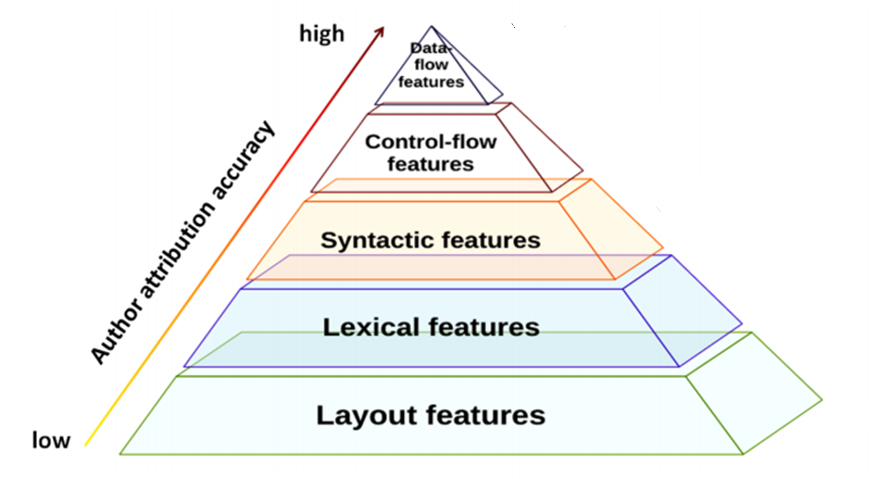 high
Data-
flow
features
Control-flow
features
Author attribution accuracy
Syntactic features
Lexical features
Layout features
low